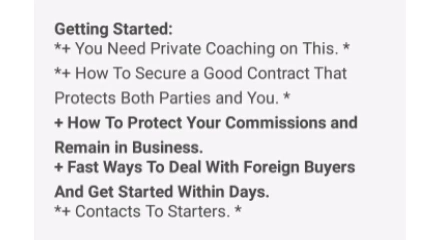 Getting Started:
*+ You Need Private Coaching on This. *
*+ How To Secure a Good Contract That
Protects Both Parties and You. *
+ How To Protect Your Commissions and
Remain in Business.
+ Fast Ways To Deal With Foreign Buyers
And Get Started Within Days.
*+ Contacts To Starters. *